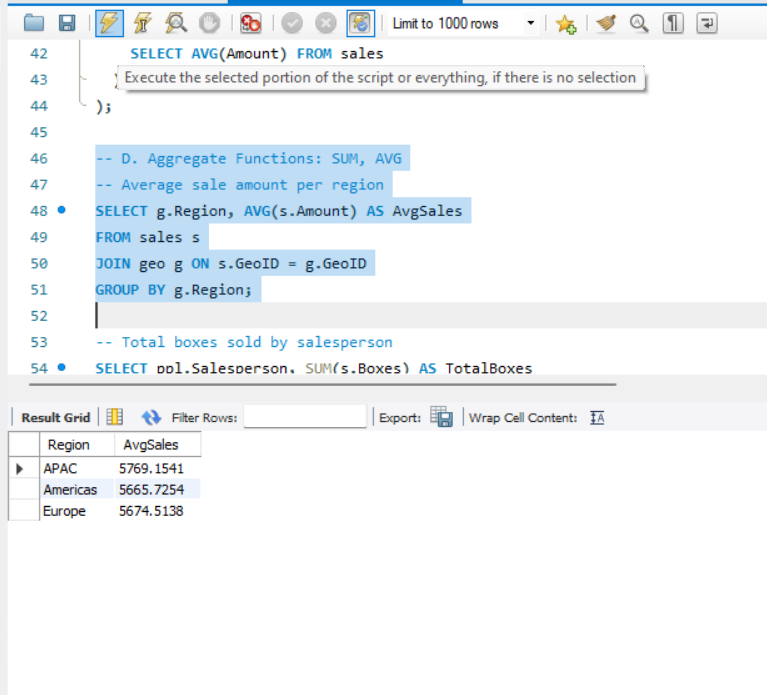 Limit to 1000 rows
42 SELECT AVG(Amount) FROM sales
43 Execute the selected portion of the script or everything, if there is no selection
44 );
45
46 -- D. Aggregate Functions: SUM, AVG
47 -- Average sale amount per region
48 SELECT g.Region, AVG(s.Amount) AS AvgSales
49 FROM sales s
50 JOIN geo g ON s.GeoID = g.GeoID
51 GROUP BY g.Region;
52
53 -- Total boxes sold by salesperson
54 SELECT ppl.Salesperson, SUM(s.Boxes) AS TotalBoxes
Result Grid Filter Rows: Export: Wrap Cell Content: IA
Region AvgSales
APAC 5769.1541
Americas 5665.7254
Europe 5674.5138